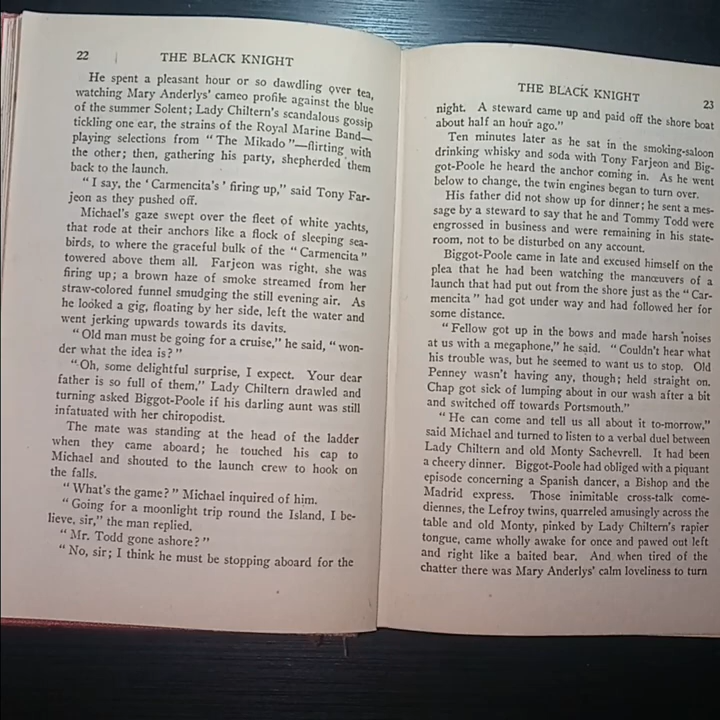 22 THE BLACK KNIGHT
He spent a pleasant hour or so dawdling over tea,
watching Mary Anderlys' cameo profile against the blue
of the summer Solent; Lady Chiltern's scandalous gossip
tickling one ear, the strains of the Royal Marine Band—
playing selections from "The Mikado"—flirting with
the other; then, gathering his party, shepherded them
back to the launch.
"I say, the 'Carmencita's' firing up," said Tony Far-
jeon as they pushed off.
Michael's gaze swept over the fleet of white yachts,
that rode at their anchors like a flock of sleeping sea-
birds, to where the graceful bulk of the "Carmencita"
towered above them all. Farjeon was right, she was
firing up; a brown haze of smoke streamed from her
straw-colored funnel smudging the still evening air. As
he looked a gig, floating by her side, left the water and
went jerking upwards towards its davits.
"Old man must be going for a cruise," he said, "won-
der what the idea is?"
"Oh, some delightful surprise, I expect. Your dear
father is so full of them," Lady Chiltern drawled and
turning asked Biggot-Poole if his darling aunt was still
infatuated with her chiropodist.
The mate was standing at the head of the ladder
when they came aboard; he touched his cap to
Michael and shouted to the launch crew to hook on
the falls.
"What's the game?" Michael inquired of him.
"Going for a moonlight trip round the Island, I be-
lieve, sir," the man replied.
"Mr. Todd gone ashore?"
"No, sir; I think he must be stopping aboard for the
THE BLACK KNIGHT 23
night. A steward came up and paid off the shore boat
about half an hour ago."
Ten minutes later as he sat in the smoking-saloon
drinking whisky and soda with Tony Farjeon and Big-
got-Poole he heard the anchor coming in. As he went
below to change, the twin engines began to turn over.
His father did not show up for dinner; he sent a mes-
sage by a steward to say that he and Tommy Todd were
engrossed in business and were remaining in his state-
room, not to be disturbed on any account.
Biggot-Poole came in late and excused himself on the
plea that he had been watching the manœuvers of a
launch that had put out from the shore just as the "Car-
mencita" had got under way and had followed her for
some distance.
"Fellow got up in the bows and made harsh noises
at us with a megaphone," he said. "Couldn't hear what
his trouble was, but he seemed to want us to stop. Old
Penney wasn't having any, though; held straight on.
Chap got sick of lumping about in our wash after a bit
and switched off towards Portsmouth."
"He can come and tell us all about it to-morrow,"
said Michael and turned to listen to a verbal duel between
Lady Chiltern and old Monty Sachevrell. It had been
a cheery dinner. Biggot-Poole had obliged with a piquant
episode concerning a Spanish dancer, a Bishop and the
Madrid express. Those inimitable cross-talk come-
diennes, the Lefroy twins, quarreled amusingly across the
table and old Monty, pinked by Lady Chiltern's rapier
tongue, came wholly awake for once and pawed out left
and right like a baited bear. And when tired of the
chatter there was Mary Anderlys' calm loveliness to turn